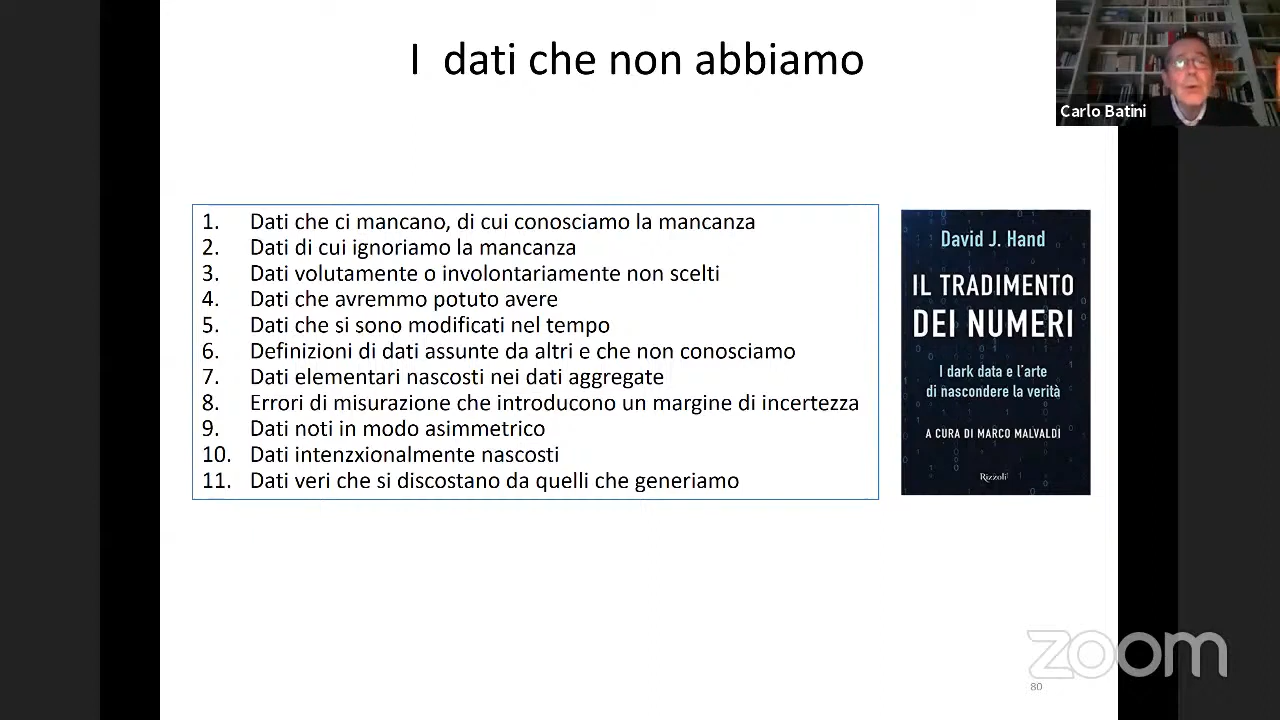 I dati che non abbiamo
Carlo Batini
1. Dati che ci mancano, di cui conosciamo la mancanza
2. Dati di cui ignoriamo la mancanza
3. Dati volutamente o involontariamente non scelti
4. Dati che avremmo potuto avere
5. Dati che si sono modificati nel tempo
6. Definizioni di dati assunte da altri e che non conosciamo
7. Dati elementari nascosti nei dati aggregate
8. Errori di misurazione che introducono un margine di incertezza
9. Dati noti in modo asimmetrico
10. Dati intenzxionalmente nascosti
11. Dati veri che si discostano da quelli che generiamo
David J. Hand
IL TRADIMENTO
DEI NUMERI
I dark data e l'arte
di nascondere la verità
A CURA DI MARCO MALVALDI
Rizzoli
zoom
80